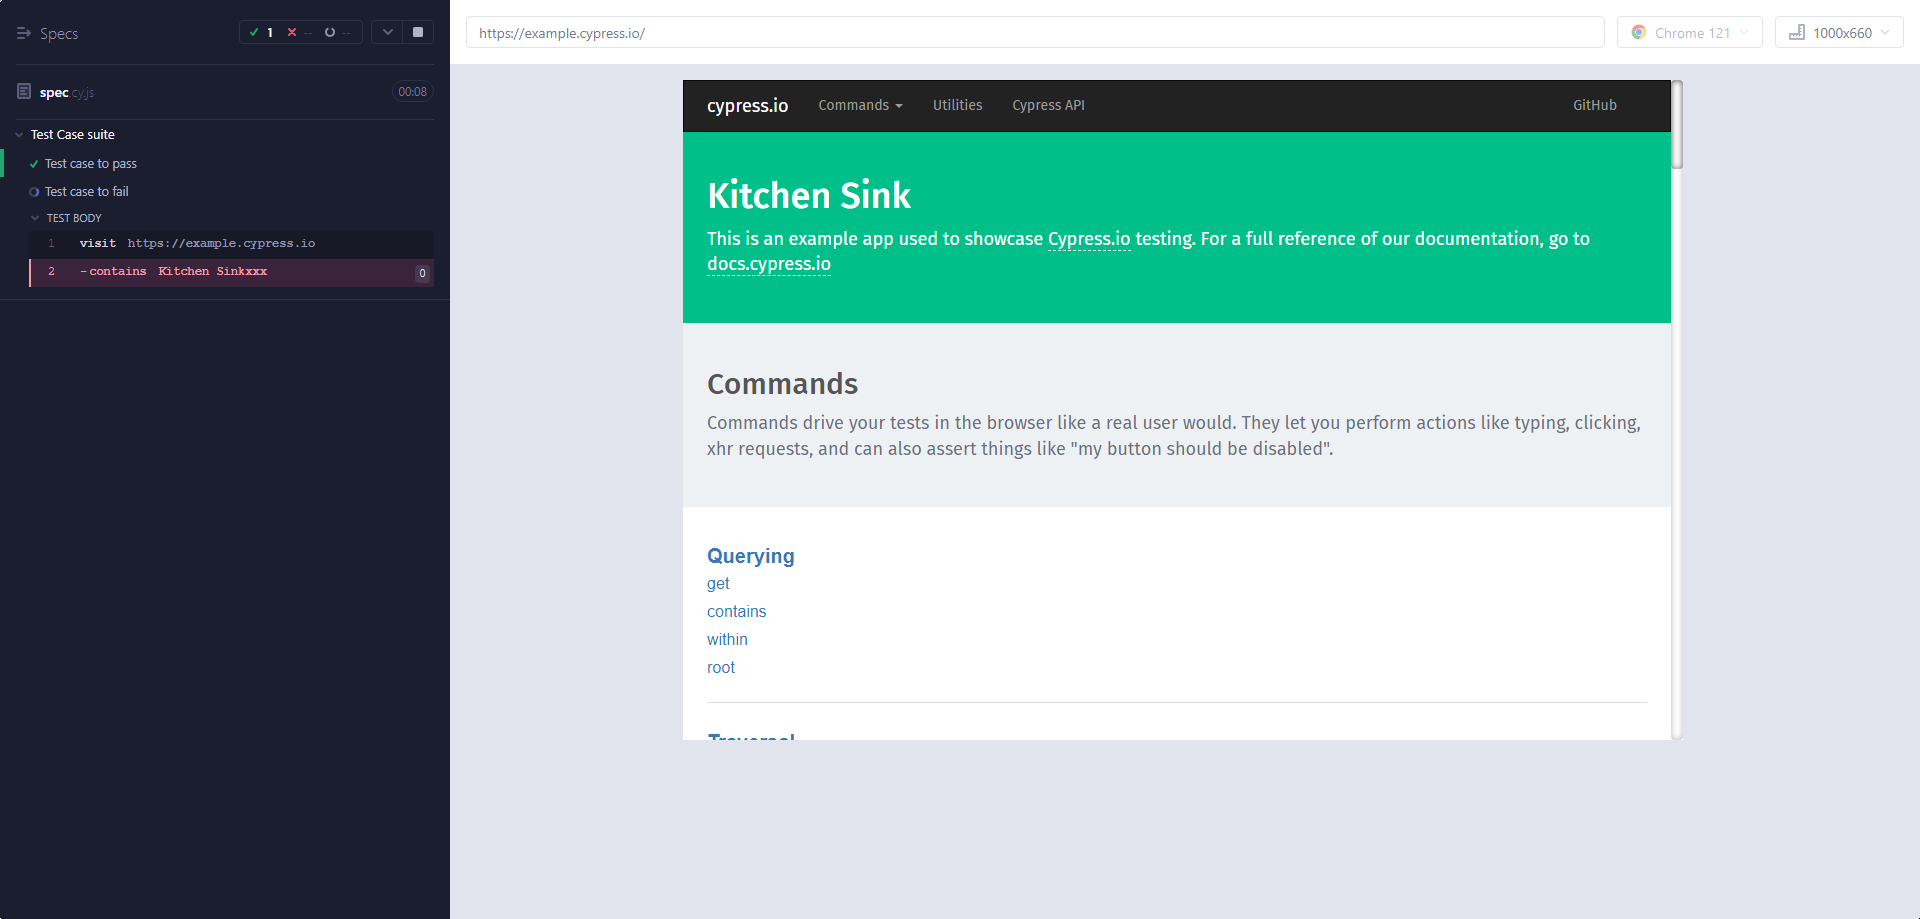 Specs
1
--
--
spec.cy.js
00:08
Test Case suite
Test case to pass
Test case to fail
TEST BODY
1 visit https://example.cypress.io
2 -contains Kitchen Sinkxxx
0
https://example.cypress.io/
Chrome 121
1000x660
cypress.io Commands Utilities Cypress API GitHub
Kitchen Sink
This is an example app used to showcase Cypress.io testing. For a full reference of our documentation, go to
docs.cypress.io
Commands
Commands drive your tests in the browser like a real user would. They let you perform actions like typing, clicking,
xhr requests, and can also assert things like "my button should be disabled".
Querying
get
contains
within
root
Traversal